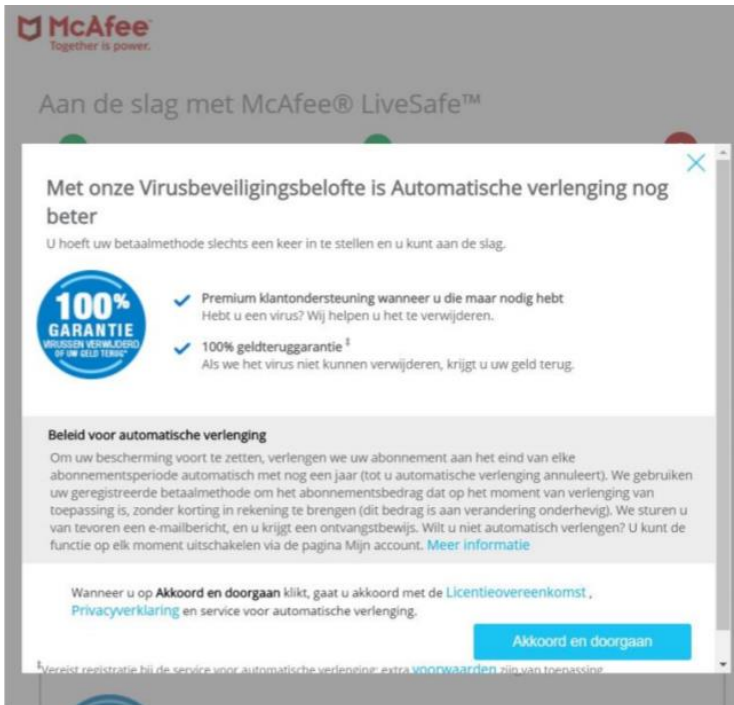 McAfee
Together is power.
Aan de slag met McAfee® LiveSafe™
Met onze Virusbeveiligingsbelofte is Automatische verlenging nog
beter
U hoeft uw betaalmethode slechts een keer in te stellen en u kunt aan de slag.
100%
GARANTIE
VIRUSSEN VERWIJDERD
OF UW GELD TERUG*
Premium klantondersteuning wanneer u die maar nodig hebt
Hebt u een virus? Wij helpen u het te verwijderen.
100% geldteruggarantie ‡
Als we het virus niet kunnen verwijderen, krijgt u uw geld terug.
Beleid voor automatische verlenging
Om uw bescherming voort te zetten, verlengen we uw abonnement aan het eind van elke
abonnementsperiode automatisch met nog een jaar (tot u automatische verlenging annuleert). We gebruiken
uw geregistreerde betaalmethode om het abonnementsbedrag dat op het moment van verlenging van
toepassing is, zonder korting in rekening te brengen (dit bedrag is aan verandering onderhevig). We sturen u
van tevoren een e-mailbericht, en u krijgt een ontvangstbewijs. Wilt u niet automatisch verlengen? U kunt de
functie op elk moment uitschakelen via de pagina Mijn account. Meer informatie
Wanneer u op Akkoord en doorgaan klikt, gaat u akkoord met de Licentieovereenkomst ,
Privacyverklaring en service voor automatische verlenging.
Akkoord en doorgaan
‡Vereist registratie bij de service voor automatische verlenging; extra voorwaarden zijn van toepassing